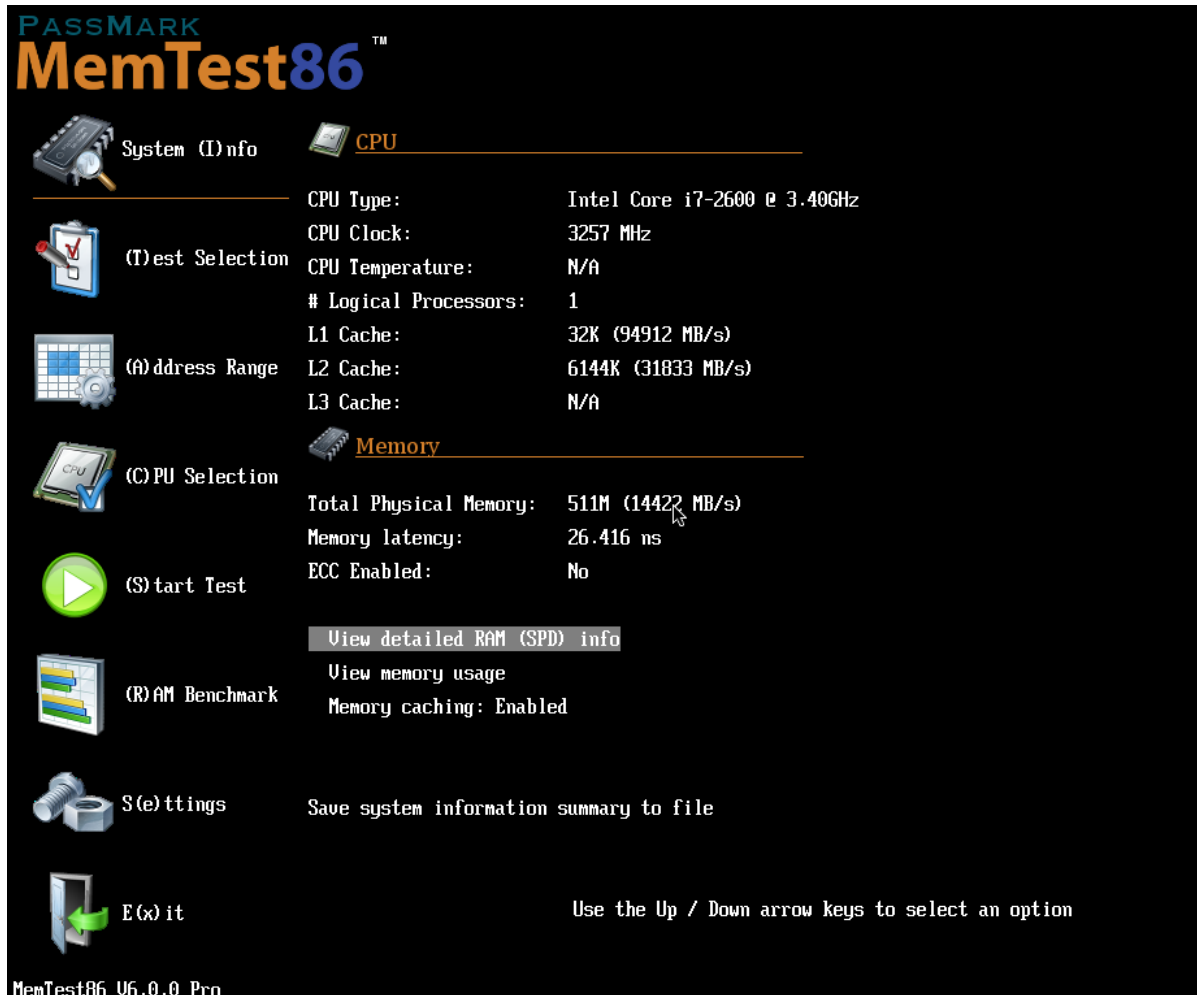 PASSMARK
MemTest86™
System (I)nfo
(T)est Selection
(A)ddress Range
(C)PU Selection
(S)tart Test
(R)AM Benchmark
S(e)ttings
E(x)it
CPU
CPU Type: Intel Core i7-2600 @ 3.40GHz
CPU Clock: 3257 MHz
CPU Temperature: N/A
# Logical Processors: 1
L1 Cache: 32K (94912 MB/s)
L2 Cache: 6144K (31833 MB/s)
L3 Cache: N/A
Memory
Total Physical Memory: 511M (14422 MB/s)
Memory latency: 26.416 ns
ECC Enabled: No
View detailed RAM (SPD) info
View memory usage
Memory caching: Enabled
Save system information summary to file
Use the Up / Down arrow keys to select an option
MemTest86 V6.0.0 Pro